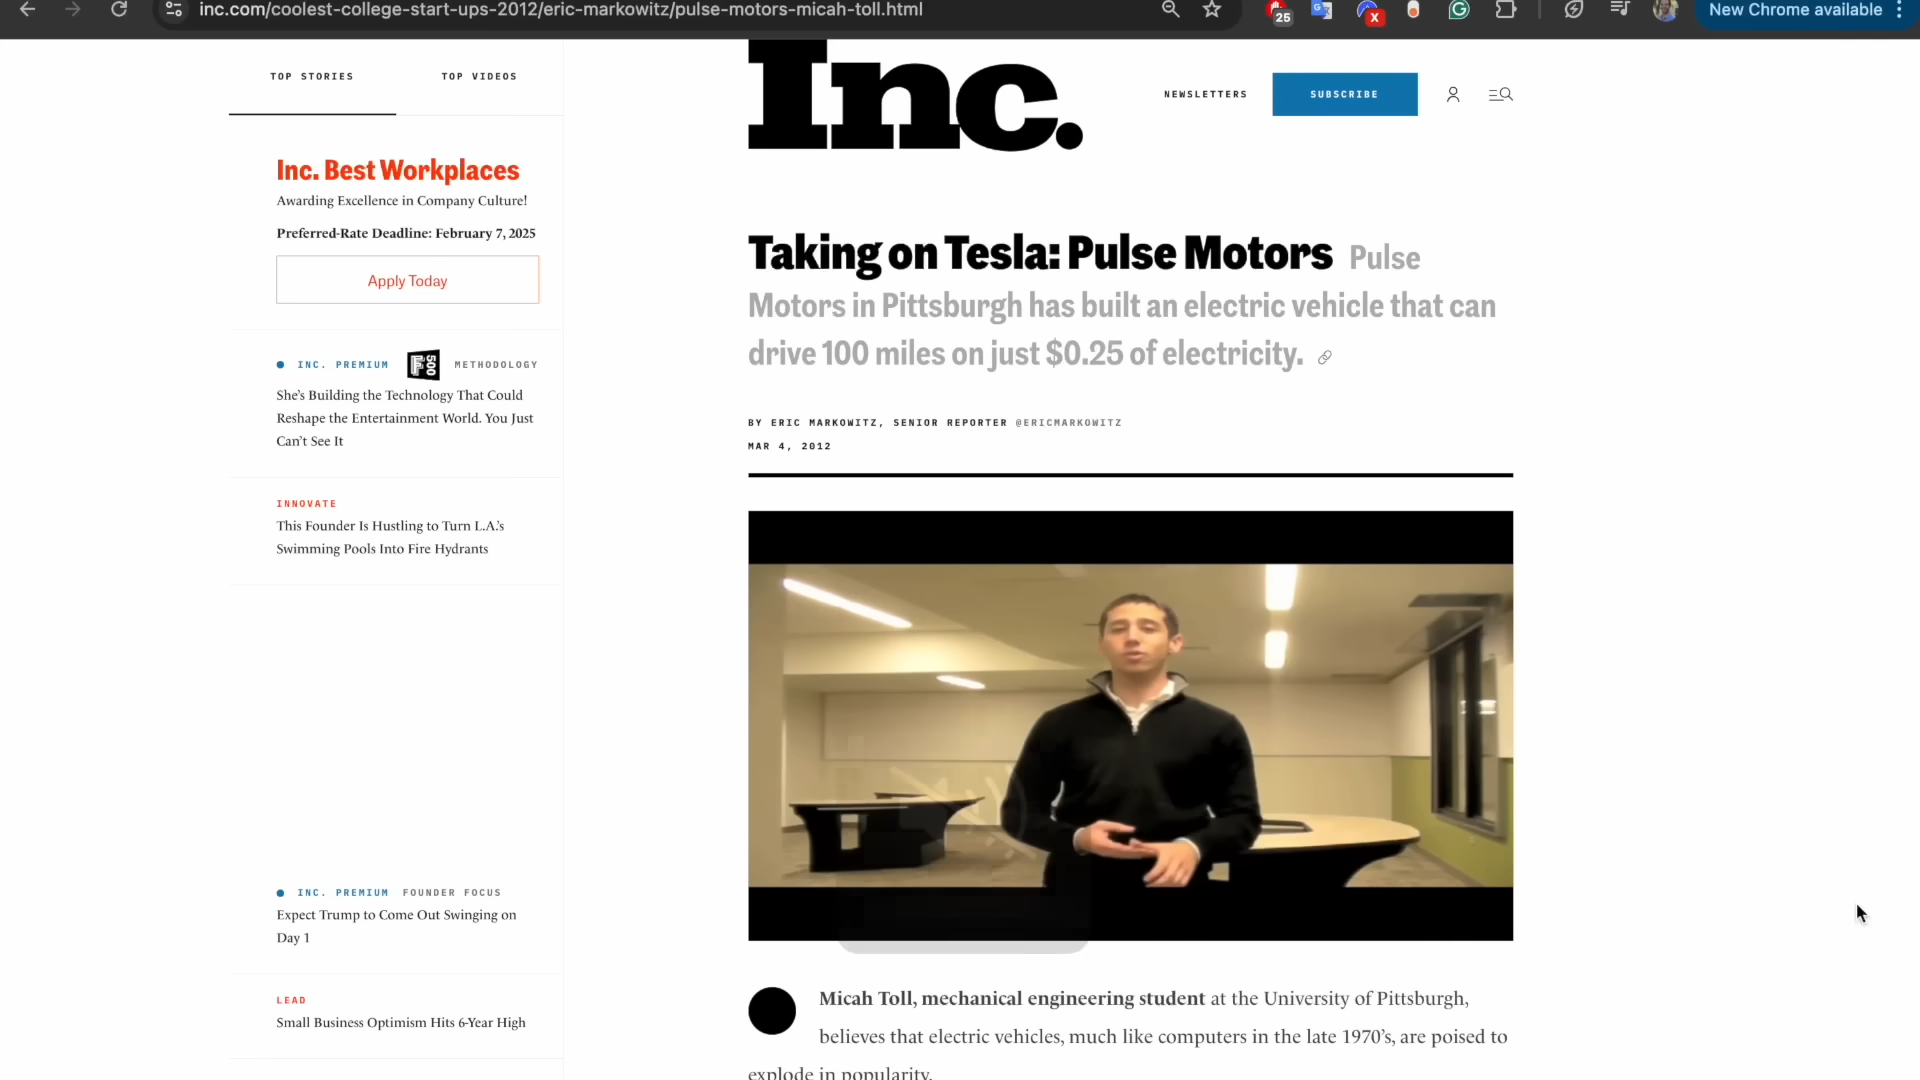 inc.com/coolest-college-start-ups-2012/eric-markowitz/pulse-motors-micah-toll.html
25
X
New Chrome available
TOP STORIES
TOP VIDEOS
Inc. Best Workplaces
Awarding Excellence in Company Culture!
Preferred-Rate Deadline: February 7, 2025
Apply Today
INC. PREMIUM
500
METHODOLOGY
She's Building the Technology That Could
Reshape the Entertainment World. You Just
Can't See It
INNOVATE
This Founder Is Hustling to Turn L.A.'s
Swimming Pools Into Fire Hydrants
INC. PREMIUM FOUNDER FOCUS
Expect Trump to Come Out Swinging on
Day 1
LEAD
Small Business Optimism Hits 6-Year High
Inc.
NEWSLETTERS
SUBSCRIBE
Taking on Tesla: Pulse Motors Pulse
Motors in Pittsburgh has built an electric vehicle that can
drive 100 miles on just $0.25 of electricity.
BY ERIC MARKOWITZ, SENIOR REPORTER @ERICMARKOWITZ
MAR 4, 2012
Micah Toll, mechanical engineering student at the University of Pittsburgh,
believes that electric vehicles, much like computers in the late 1970's, are poised to
explode in popularity.